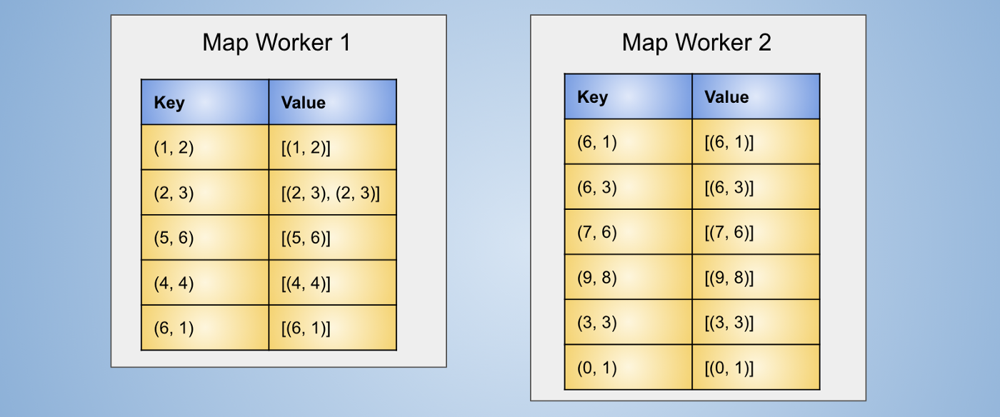 Map Worker 1
Key Value
(1, 2) [(1, 2)]
(2, 3) [(2, 3), (2, 3)]
(5, 6) [(5, 6)]
(4, 4) [(4, 4)]
(6, 1) [(6, 1)]
Map Worker 2
Key Value
(6, 1) [(6, 1)]
(6, 3) [(6, 3)]
(7, 6) [(7, 6)]
(9, 8) [(9, 8)]
(3, 3) [(3, 3)]
(0, 1) [(0, 1)]